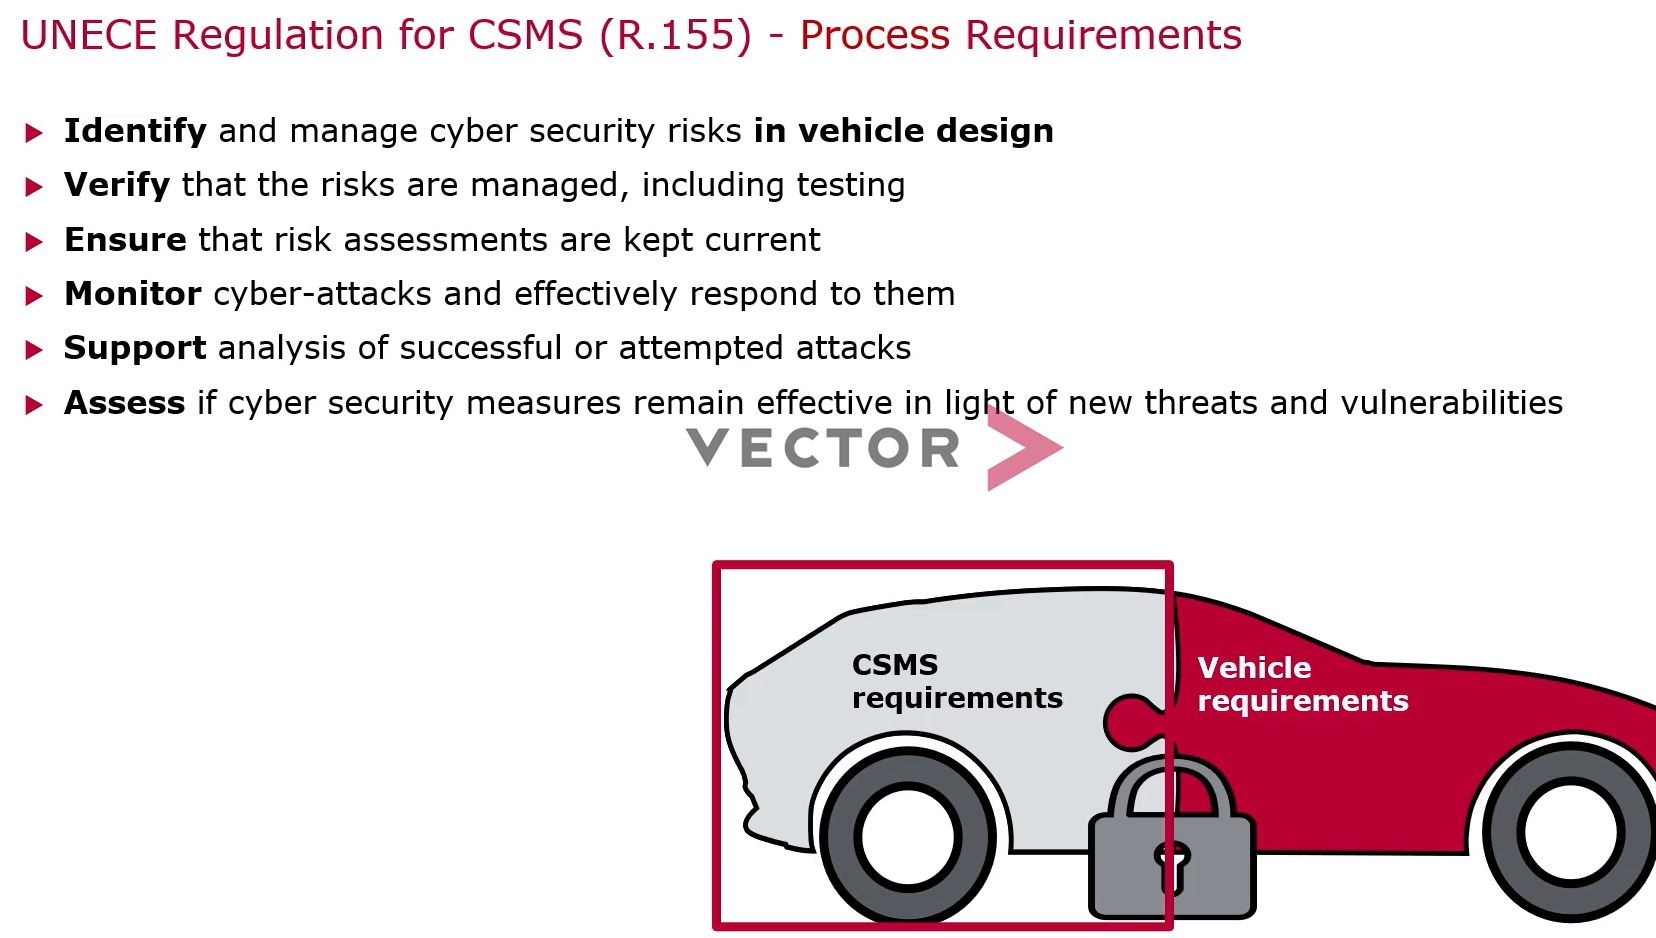 UNECE Regulation for CSMS (R.155) - Process Requirements
Identify and manage cyber security risks in vehicle design
Verify that the risks are managed, including testing
Ensure that risk assessments are kept current
Monitor cyber-attacks and effectively respond to them
Support analysis of successful or attempted attacks
Assess if cyber security measures remain effective in light of new threats and vulnerabilities
VECTOR
CSMS
requirements
Vehicle
requirements